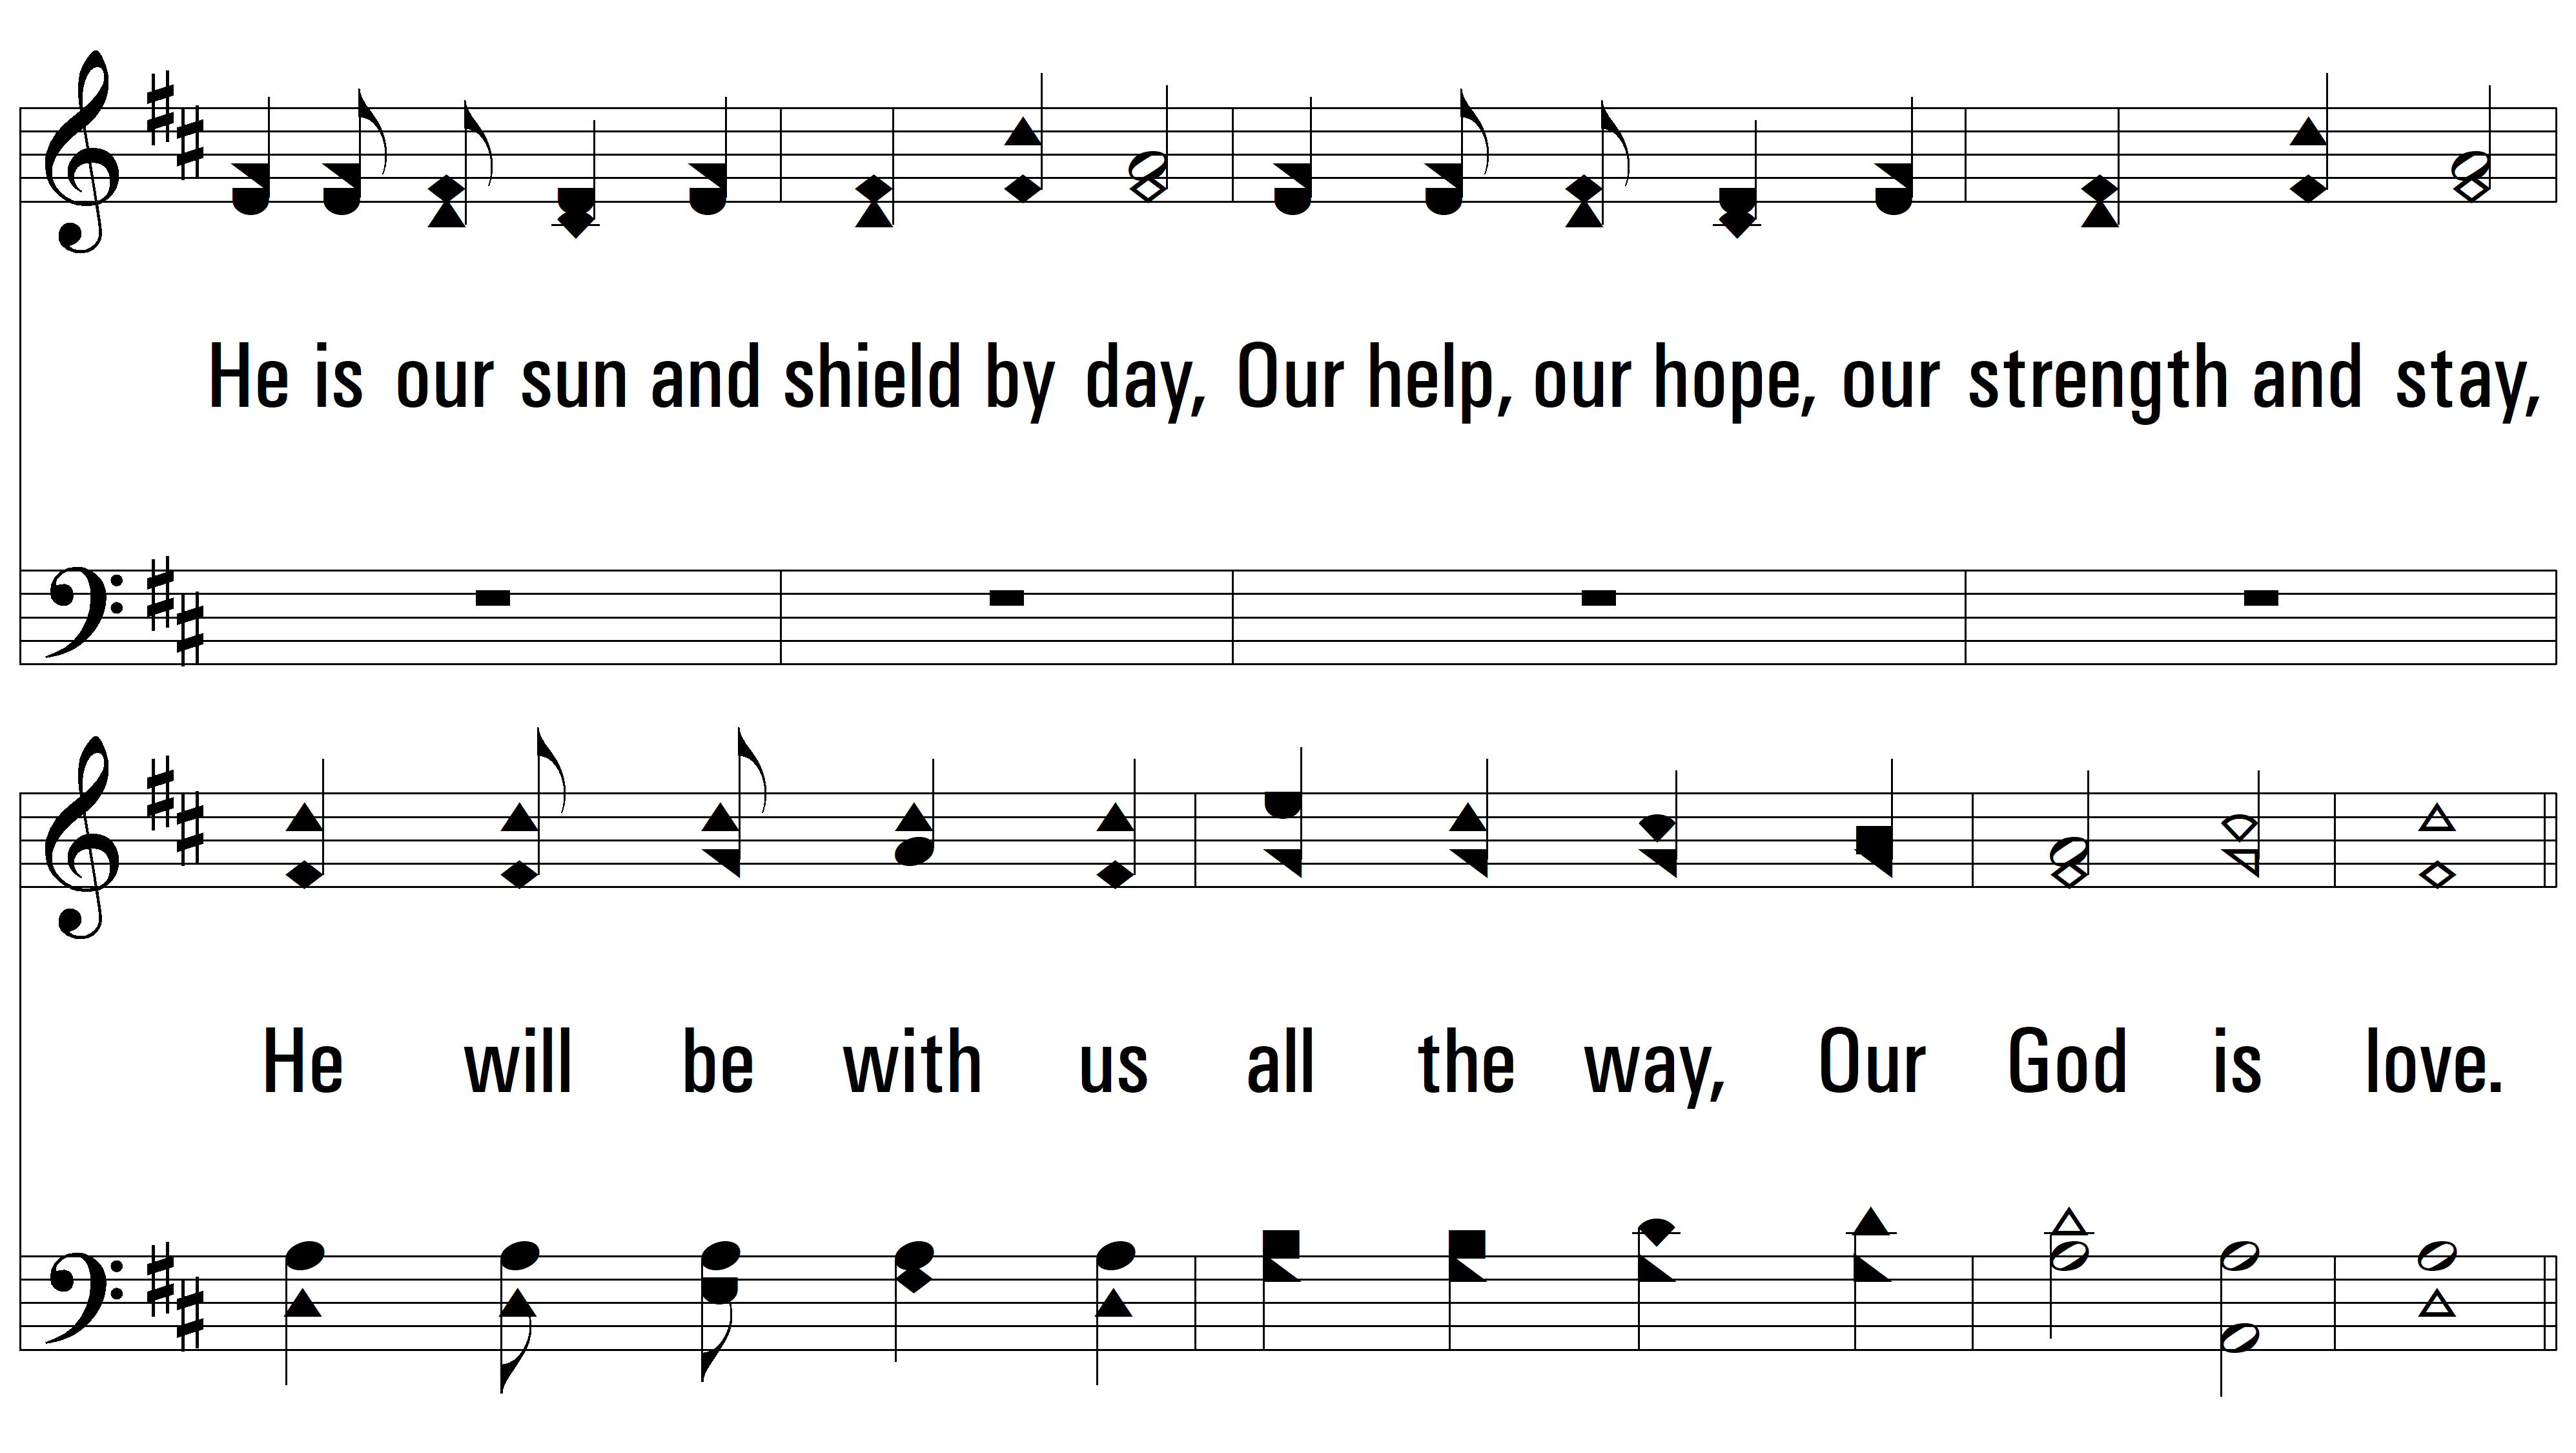 He is our sun and shield by day, Our help, our hope, our strength and stay,
He will be with us all the way, Our God is love.